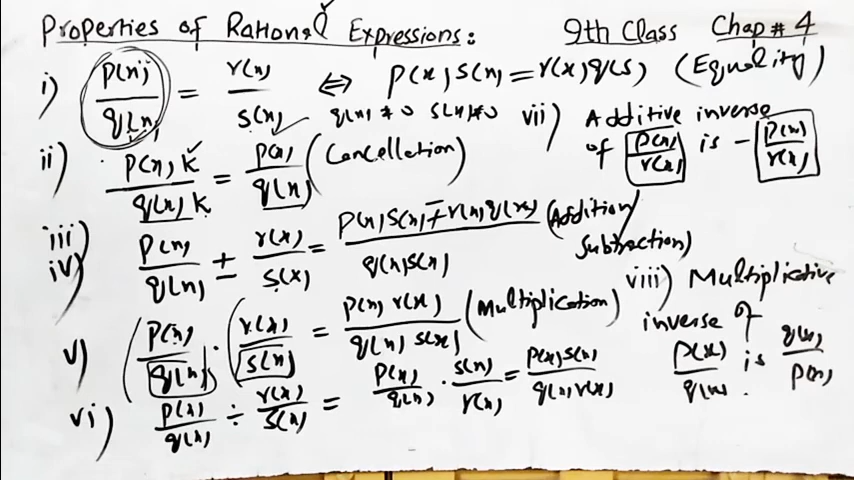 Properties of Rational Expressions: 9th Class Chap # 4
i) p(x)/q(x) = r(x)/s(x) ⇔ p(x) s(x) = r(x) q(x) (Equality)
q(x) ≠ 0 s(x) ≠ 0
ii) p(x) k / q(x) k = p(x)/q(x) (Cancellation)
iii)
iv) p(x)/q(x) ± r(x)/s(x) = p(x) s(x) ∓ r(x) q(x) / q(x) s(x) (Addition/
Subtraction)
v) (p(x)/q(x)) · (r(x)/s(x) = p(x) r(x) / q(x) s(x) (Multiplication)
vi) p(x)/q(x) ÷ r(x)/s(x) = p(x)/q(x) · s(x)/r(x) = p(x) s(x) / q(x) r(x)
vii) Additive inverse
of p(x)/r(x) is - p(x)/r(x)
viii) Multiplicative
inverse of
p(x)/q(x) is q(x)/p(x)